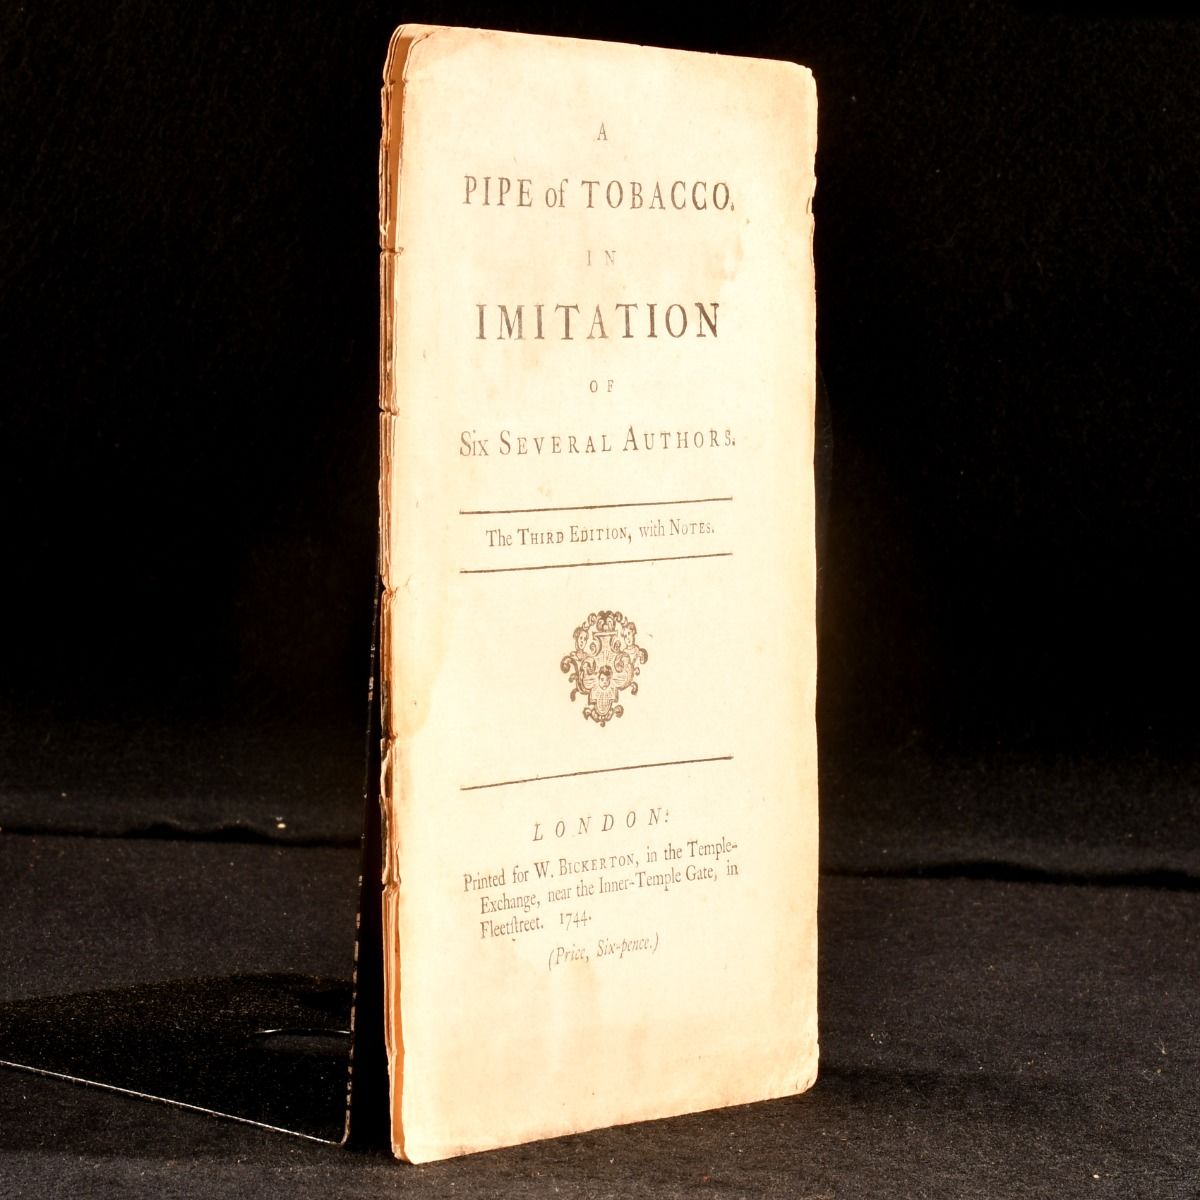 A
PIPE of TOBACCO.
IN
IMITATION
OF
Six SEVERAL AUTHORS.
The THIRD EDITION, with NOTES.
LONDON:
Printed for W. BICKERTON, in the Temple-
Exchange, near the Inner-Temple Gate, in
Fleetſtreet. 1744.
(Price, Six-pence.)